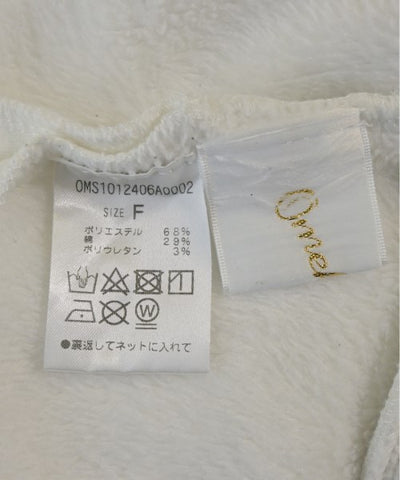 OMS1012406A0002
SIZE F
ポリエステル 68%
綿 29%
ポリウレタン 3%
W
●裏返してネットに入れて